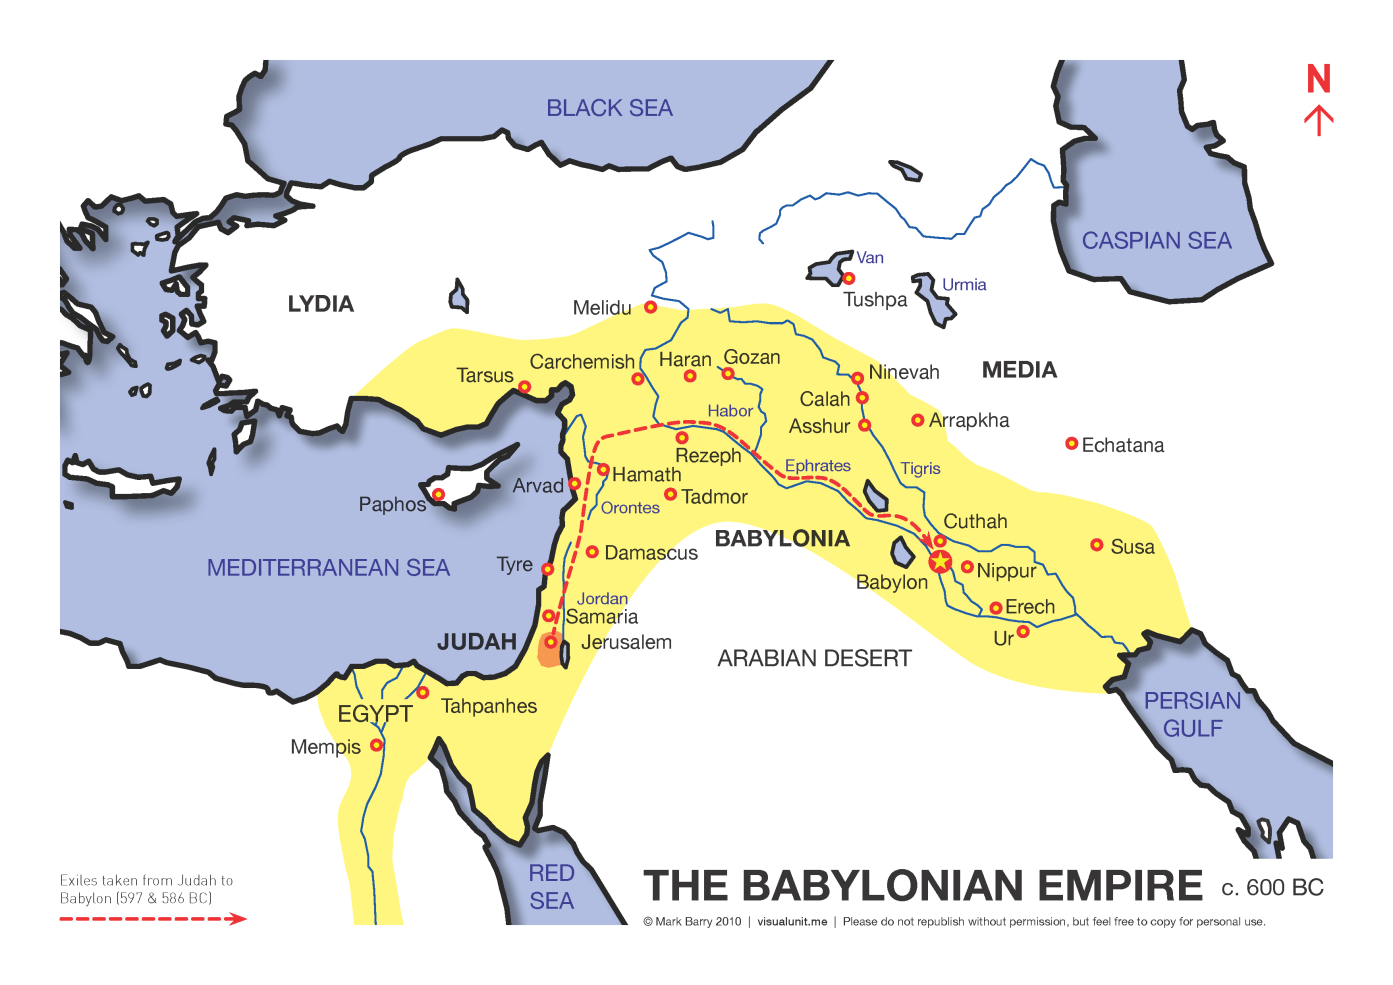 N
BLACK SEA
CASPIAN SEA
Van
Urmia
Tushpa
LYDIA
Melidu
MEDIA
Carchemish
Haran
Gozan
Ninevah
Tarsus
Calah
Habor
Asshur
Arrapkha
Echatana
Rezeph
Ephrates
Tigris
Hamath
Arvad
Tadmor
Paphos
Orontes
Cuthah
BABYLONIA
Susa
Damascus
Tyre
MEDITERRANEAN SEA
Nippur
Babylon
Jordan
Erech
Samaria
JUDAH
Jerusalem
Ur
ARABIAN DESERT
PERSIAN
GULF
Tahpanhes
EGYPT
Mempis
RED
SEA
Exiles taken from Judah to
Babylon (597 & 586 BC)
THE BABYLONIAN EMPIRE c. 600 BC
© Mark Barry 2010 | visualunit.me | Please do not republish without permission, but feel free to copy for personal use.